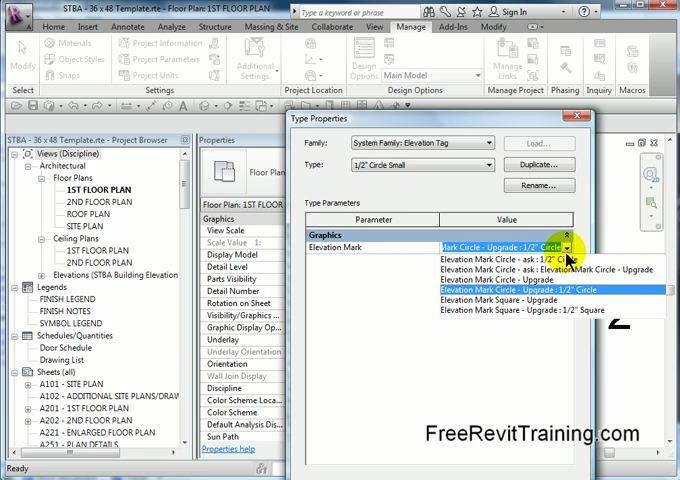 STBA - 36 x 48 Template.rte - Floor Plan: 1ST FLOOR PLAN
Type a keyword or phrase
Sign In
Home Insert Annotate Analyze Structure Massing & Site Collaborate View Manage Add-Ins Modify
Modify
Materials
Object Styles
Snaps
Project Information
Project Parameters
Project Units
Additional Settings
Design Options
Main Model
Manage Links
Select Settings Project Location Design Options Manage Project Phasing Inquiry Macros
STBA - 36 x 48 Template.rte - Project Browser
Views (Discipline)
Architectural
Floor Plans
1ST FLOOR PLAN
2ND FLOOR PLAN
ROOF PLAN
SITE PLAN
Ceiling Plans
1ST FLOOR PLAN
2ND FLOOR PLAN
Elevations (STBA Building Elevation
Legends
FINISH LEGEND
FINISH NOTES
SYMBOL LEGEND
Schedules/Quantities
Door Schedule
Drawing List
Sheets (all)
A101 - SITE PLAN
A102 - ADDITIONAL SITE PLANS/DRAW
A201 - 1ST FLOOR PLAN
A202 - 2ND FLOOR PLAN
A221 - ENLARGED FLOOR PLAN
A251 - PLAN DETAILS
Properties
Floor Plan
Floor Plan: 1ST FLOOR
Graphics
View Scale
Scale Value 1:
Display Model
Detail Level
Parts Visibility
Detail Number
Visibility/Graphics ...
Graphic Display Op...
Underlay
Underlay Orientation
Orientation
Wall Join Display
Discipline
Color Scheme Loca...
Color Scheme
Default Analysis Dis...
Sun Path
Properties help
Type Properties
Family: System Family: Elevation Tag Load...
Type: 1/2" Circle Small Duplicate...
Rename...
Type Parameters
Parameter Value
Graphics
Elevation Mark Mark Circle - Upgrade : 1/2" Circle
Elevation Mark Circle - ask : 1/2" Circle
Elevation Mark Circle - ask : Elevation Mark Circle - Upgrade
Elevation Mark Circle - Upgrade
Elevation Mark Circle - Upgrade : 1/2" Circle
Elevation Mark Square - Upgrade
Elevation Mark Square - Upgrade : 1/2" Square
2
FreeRevitTraining.com
Ready